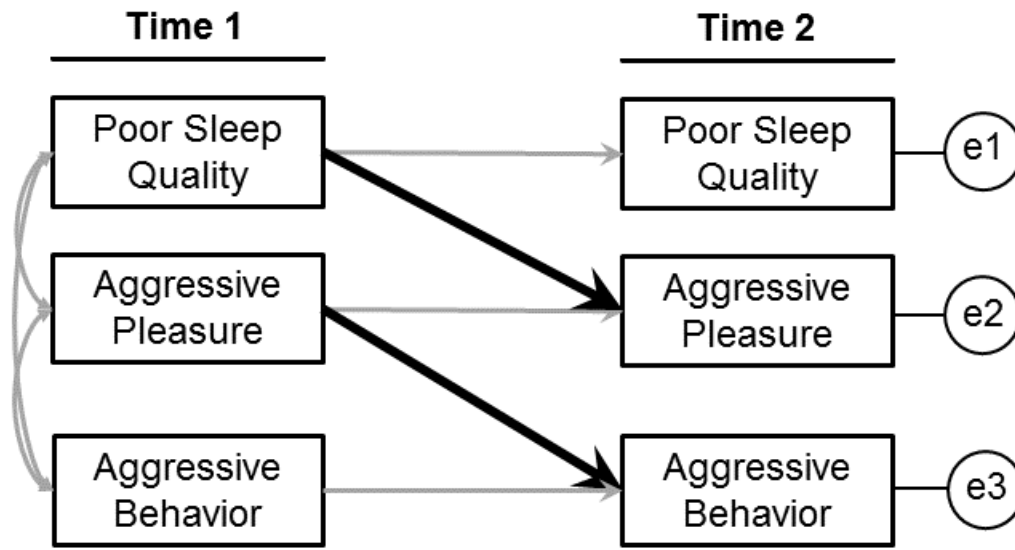 Time 1
Time 2
Poor Sleep
Quality
Poor Sleep
Quality
e1
Aggressive
Pleasure
Aggressive
Pleasure
e2
Aggressive
Behavior
Aggressive
Behavior
e3